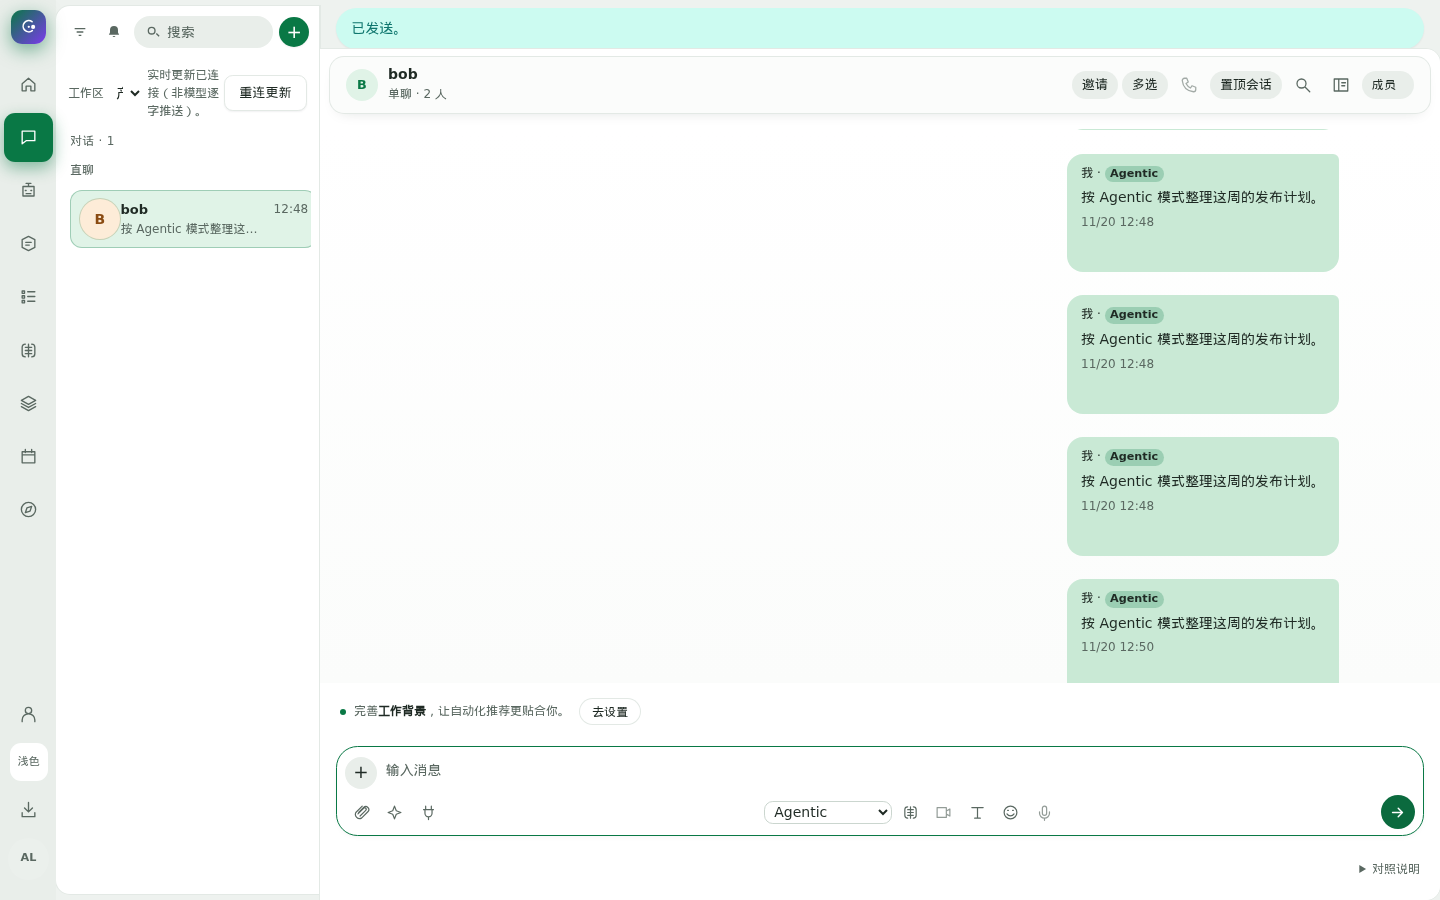 搜索
工作区
实时更新已连
接（非模型逐
字推送）。
重连更新
对话 · 1
直聊
B
bob
12:48
按 Agentic 模式整理这…
浅色
AL
已发送。
B
bob
单聊 · 2 人
邀请
多选
置顶会话
成员
我 · Agentic
按 Agentic 模式整理这周的发布计划。
11/20 12:48
我 · Agentic
按 Agentic 模式整理这周的发布计划。
11/20 12:48
我 · Agentic
按 Agentic 模式整理这周的发布计划。
11/20 12:48
我 · Agentic
按 Agentic 模式整理这周的发布计划。
11/20 12:50
完善工作背景，让自动化推荐更贴合你。
去设置
输入消息
Agentic
对照说明